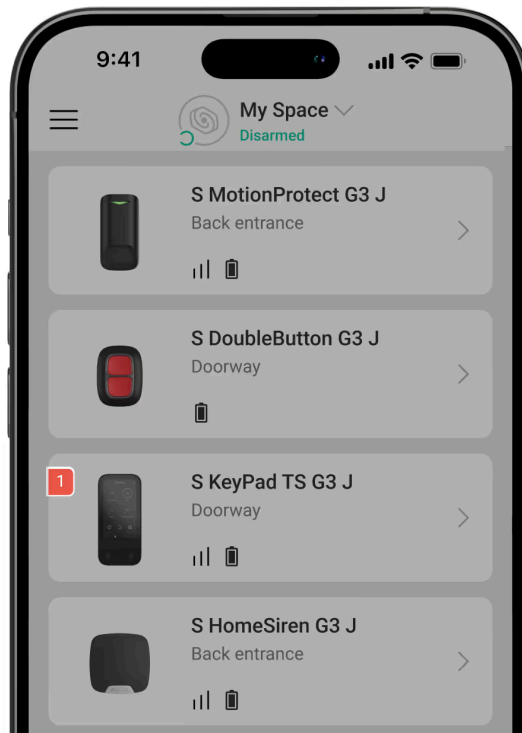 9:41
My Space
Disarmed
S MotionProtect G3 J
Back entrance
S DoubleButton G3 J
Doorway
1
S KeyPad TS G3 J
Doorway
S HomeSiren G3 J
Back entrance